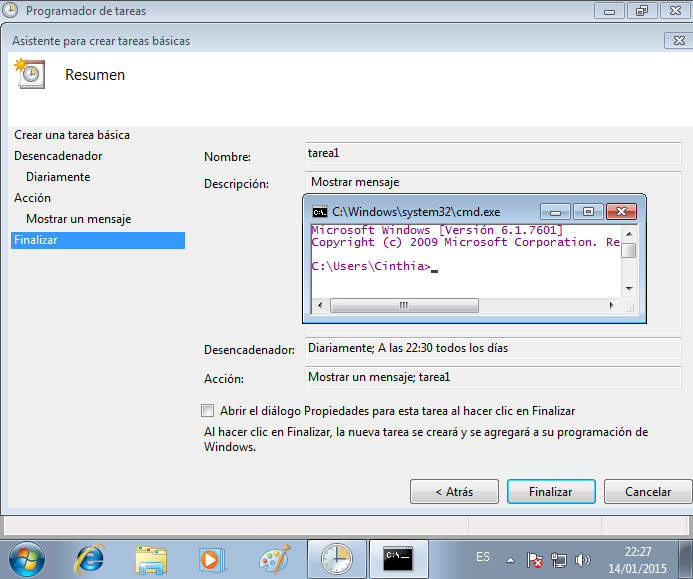 Programador de tareas
Asistente para crear tareas básicas
Resumen
Crear una tarea básica
Desencadenador
Diariamente
Acción
Mostrar un mensaje
Finalizar
Nombre:
tarea1
Descripción:
Mostrar mensaje
C:\Windows\system32\cmd.exe
Microsoft Windows [Versión 6.1.7601]
Copyright (c) 2009 Microsoft Corporation. Re
C:\Users\Cinthia>_
Desencadenador:
Diariamente; A las 22:30 todos los días
Acción:
Mostrar un mensaje; tarea1
Abrir el diálogo Propiedades para esta tarea al hacer clic en Finalizar
Al hacer clic en Finalizar, la nueva tarea se creará y se agregará a su programación de
Windows.
< Atrás
Finalizar
Cancelar
ES
22:27
14/01/2015